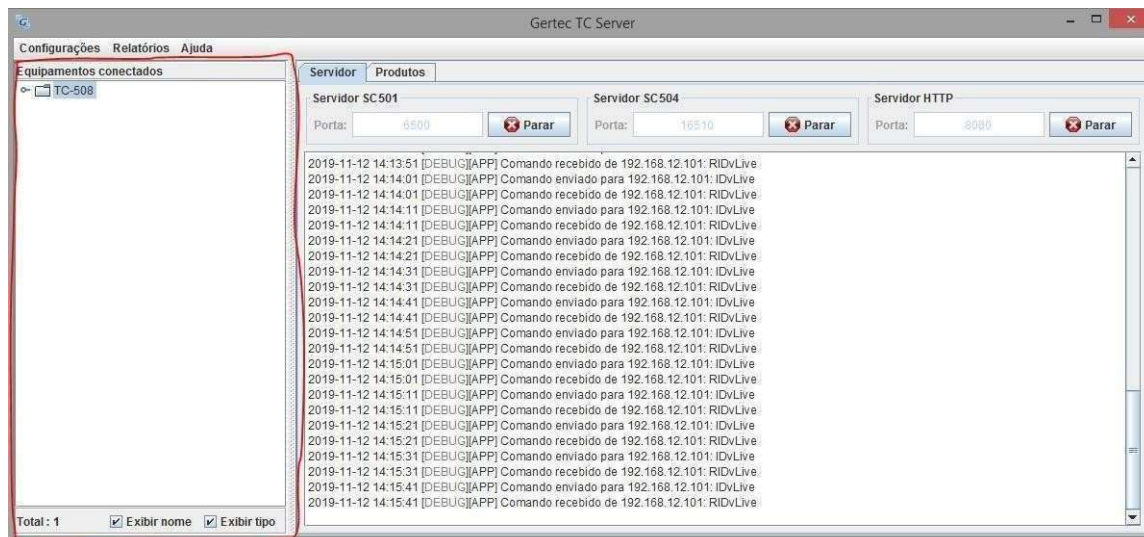 Gertec TC Server
Configurações Relatórios Ajuda
Equipamentos conectados
TC-508
Total : 1 Exibir nome Exibir tipo
Servidor Produtos
Servidor SC501 Servidor SC504 Servidor HTTP
Porta: 6500 Parar Porta: 16510 Parar Porta: 8080 Parar
2019-11-12 14:13:51 [DEBUG][APP] Comando recebido de 192.168.12.101: RIDvLive
2019-11-12 14:14:01 [DEBUG][APP] Comando enviado para 192.168.12.101: IDvLive
2019-11-12 14:14:01 [DEBUG][APP] Comando recebido de 192.168.12.101: RIDvLive
2019-11-12 14:14:11 [DEBUG][APP] Comando enviado para 192.168.12.101: IDvLive
2019-11-12 14:14:11 [DEBUG][APP] Comando recebido de 192.168.12.101: RIDvLive
2019-11-12 14:14:21 [DEBUG][APP] Comando enviado para 192.168.12.101: IDvLive
2019-11-12 14:14:21 [DEBUG][APP] Comando recebido de 192.168.12.101: RIDvLive
2019-11-12 14:14:31 [DEBUG][APP] Comando enviado para 192.168.12.101: IDvLive
2019-11-12 14:14:31 [DEBUG][APP] Comando recebido de 192.168.12.101: RIDvLive
2019-11-12 14:14:41 [DEBUG][APP] Comando enviado para 192.168.12.101: IDvLive
2019-11-12 14:14:41 [DEBUG][APP] Comando recebido de 192.168.12.101: RIDvLive
2019-11-12 14:14:51 [DEBUG][APP] Comando enviado para 192.168.12.101: IDvLive
2019-11-12 14:14:51 [DEBUG][APP] Comando recebido de 192.168.12.101: RIDvLive
2019-11-12 14:15:01 [DEBUG][APP] Comando enviado para 192.168.12.101: IDvLive
2019-11-12 14:15:01 [DEBUG][APP] Comando recebido de 192.168.12.101: RIDvLive
2019-11-12 14:15:11 [DEBUG][APP] Comando enviado para 192.168.12.101: IDvLive
2019-11-12 14:15:11 [DEBUG][APP] Comando recebido de 192.168.12.101: RIDvLive
2019-11-12 14:15:21 [DEBUG][APP] Comando enviado para 192.168.12.101: IDvLive
2019-11-12 14:15:21 [DEBUG][APP] Comando recebido de 192.168.12.101: RIDvLive
2019-11-12 14:15:31 [DEBUG][APP] Comando enviado para 192.168.12.101: IDvLive
2019-11-12 14:15:31 [DEBUG][APP] Comando recebido de 192.168.12.101: RIDvLive
2019-11-12 14:15:41 [DEBUG][APP] Comando enviado para 192.168.12.101: IDvLive
2019-11-12 14:15:41 [DEBUG][APP] Comando recebido de 192.168.12.101: RIDvLive